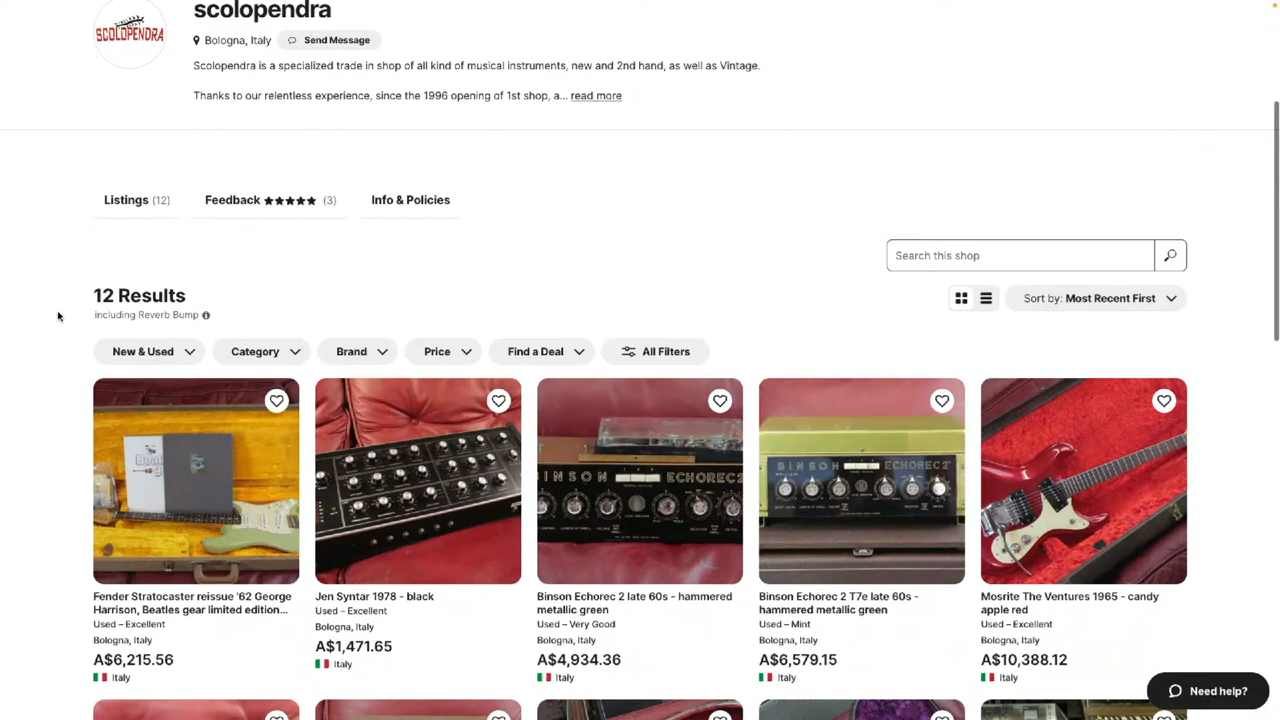 scolopendra
SCOLOPENDRA
Bologna, Italy
Send Message
Scolopendra is a specialized trade in shop of all kind of musical instruments, new and 2nd hand, as well as Vintage.
Thanks to our relentless experience, since the 1996 opening of 1st shop, a... read more
Listings (12)
Feedback ★★★★★ (3)
Info & Policies
Search this shop
12 Results
including Reverb Bump
Sort by: Most Recent First
New & Used
Category
Brand
Price
Find a Deal
All Filters
BINSON ECHOREC
BINSON ECHOREC2
Fender Stratocaster reissue '62 George
Harrison, Beatles gear limited edition...
Used – Excellent
Bologna, Italy
A$6,215.56
Italy
Jen Syntar 1978 - black
Used – Excellent
Bologna, Italy
A$1,471.65
Italy
Binson Echorec 2 late 60s - hammered
metallic green
Used – Very Good
Bologna, Italy
A$4,934.36
Italy
Binson Echorec 2 T7e late 60s -
hammered metallic green
Used – Mint
Bologna, Italy
A$6,579.15
Italy
Mosrite The Ventures 1965 - candy
apple red
Used – Excellent
Bologna, Italy
A$10,388.12
Italy
Need help?